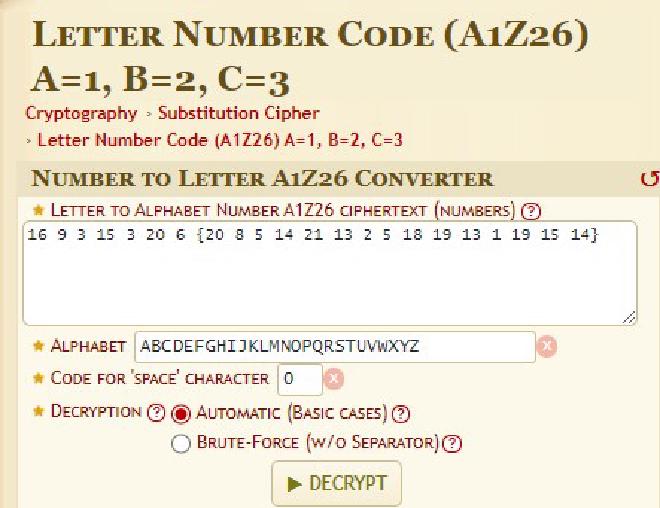 Letter Number Code (A1Z26)
A=1, B=2, C=3
Cryptography › Substitution Cipher
› Letter Number Code (A1Z26) A=1, B=2, C=3
Number to Letter A1Z26 Converter
★ Letter to Alphabet Number A1Z26 ciphertext (numbers) ?
16 9 3 15 3 20 6 {20 8 5 14 21 13 2 5 18 19 13 1 19 15 14}
★ Alphabet ABCDEFGHIJKLMNOPQRSTUVWXYZ x
★ Code for 'space' character 0 x
★ Decryption ? Automatic (Basic cases) ?
Brute-Force (w/o Separator) ?
▶ DECRYPT